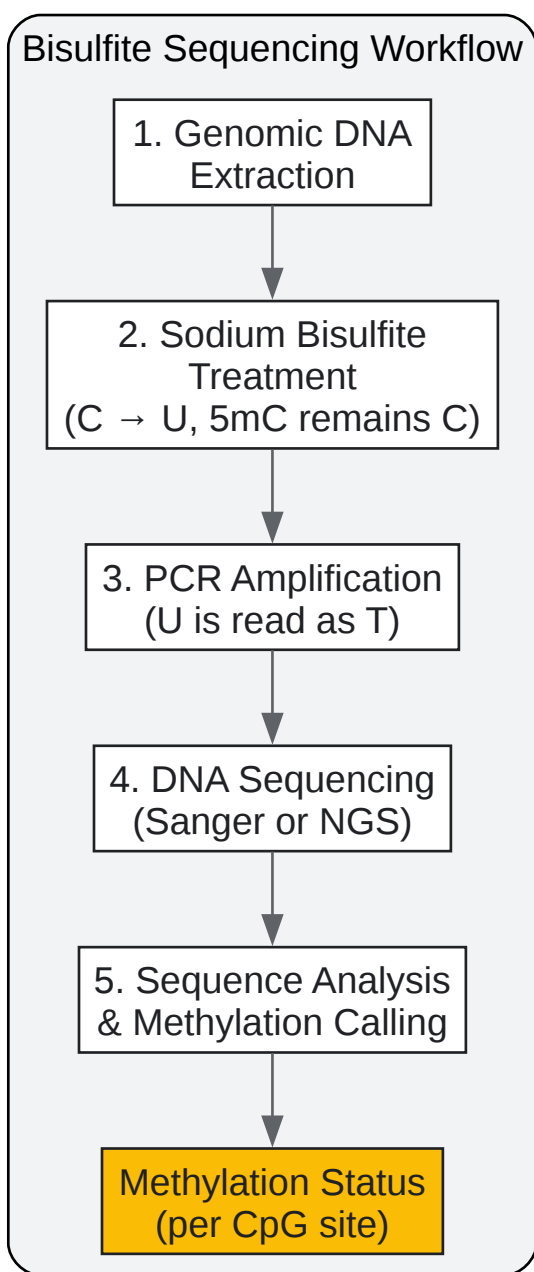 Bisulfite Sequencing Workflow
1. Genomic DNA
Extraction
2. Sodium Bisulfite
Treatment
(C → U, 5mC remains C)
3. PCR Amplification
(U is read as T)
4. DNA Sequencing
(Sanger or NGS)
5. Sequence Analysis
& Methylation Calling
Methylation Status
(per CpG site)